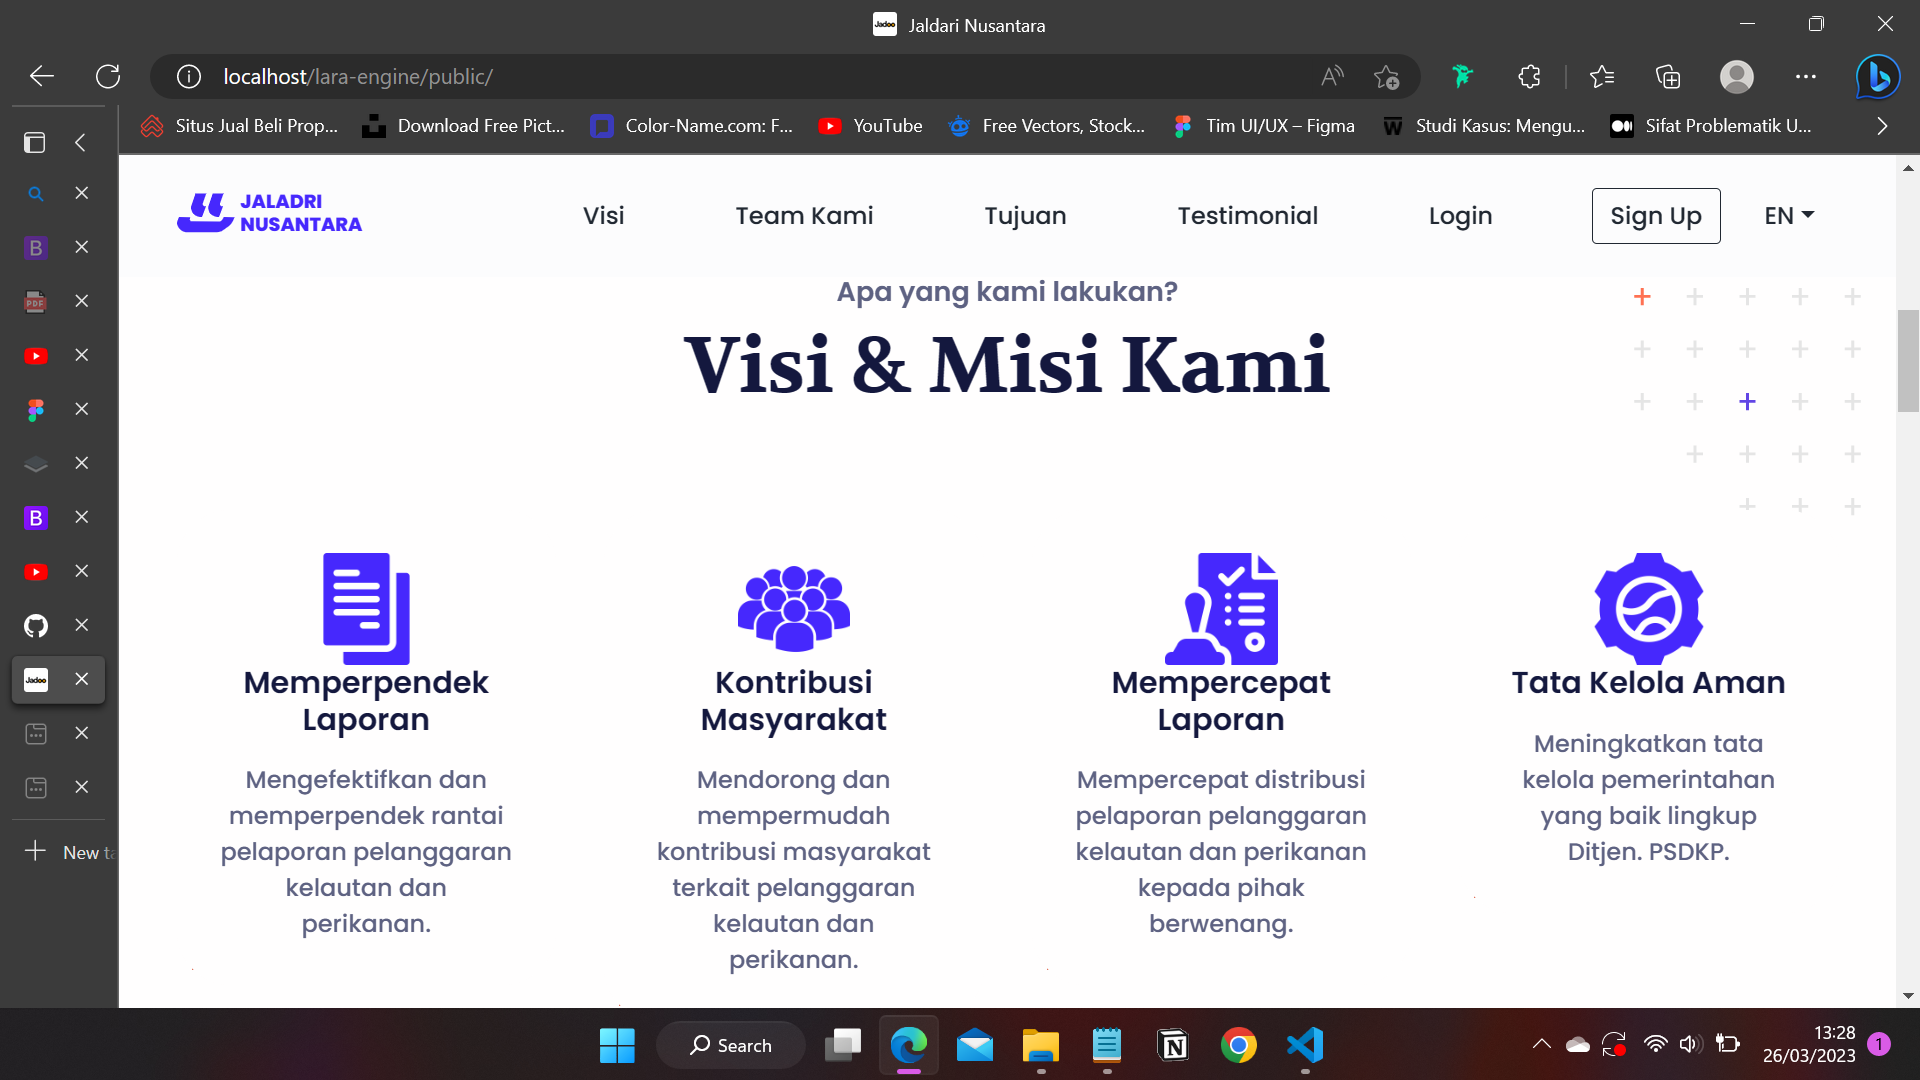 Jadoo
Jaldari Nusantara
localhost/lara-engine/public/
Situs Jual Beli Prop...
Download Free Pict...
Color-Name.com: F...
YouTube
Free Vectors, Stock...
Tim UI/UX – Figma
Studi Kasus: Mengu...
Sifat Problematik U...
JALADRI
NUSANTARA
Visi
Team Kami
Tujuan
Testimonial
Login
Sign Up
EN
Apa yang kami lakukan?
Visi & Misi Kami
Memperpendek
Laporan
Mengefektifkan dan
memperpendek rantai
pelaporan pelanggaran
kelautan dan
perikanan.
Kontribusi
Masyarakat
Mendorong dan
mempermudah
kontribusi masyarakat
terkait pelanggaran
kelautan dan
perikanan.
Mempercepat
Laporan
Mempercepat distribusi
pelaporan pelanggaran
kelautan dan perikanan
kepada pihak
berwenang.
Tata Kelola Aman
Meningkatkan tata
kelola pemerintahan
yang baik lingkup
Ditjen. PSDKP.
B
PDF
B
Jadoo
New ta
Search
13:28
26/03/2023
1